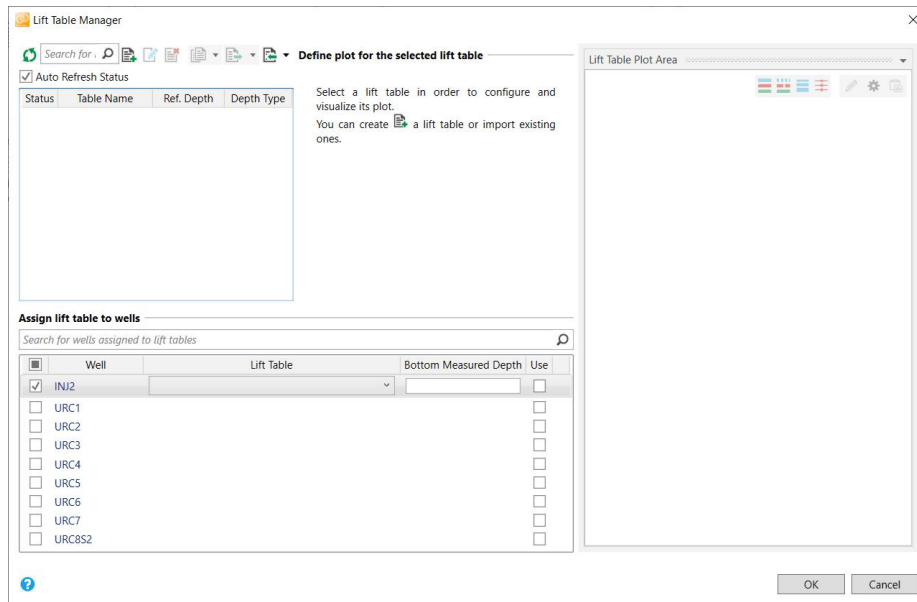 Lift Table Manager
Search for
Define plot for the selected lift table
Lift Table Plot Area
Auto Refresh Status
Status Table Name Ref. Depth Depth Type
Select a lift table in order to configure and
visualize its plot.
You can create a lift table or import existing
ones.
Assign lift table to wells
Search for wells assigned to lift tables
Well Lift Table Bottom Measured Depth Use
INJ2
URC1
URC2
URC3
URC4
URC5
URC6
URC7
URC8S2
OK Cancel